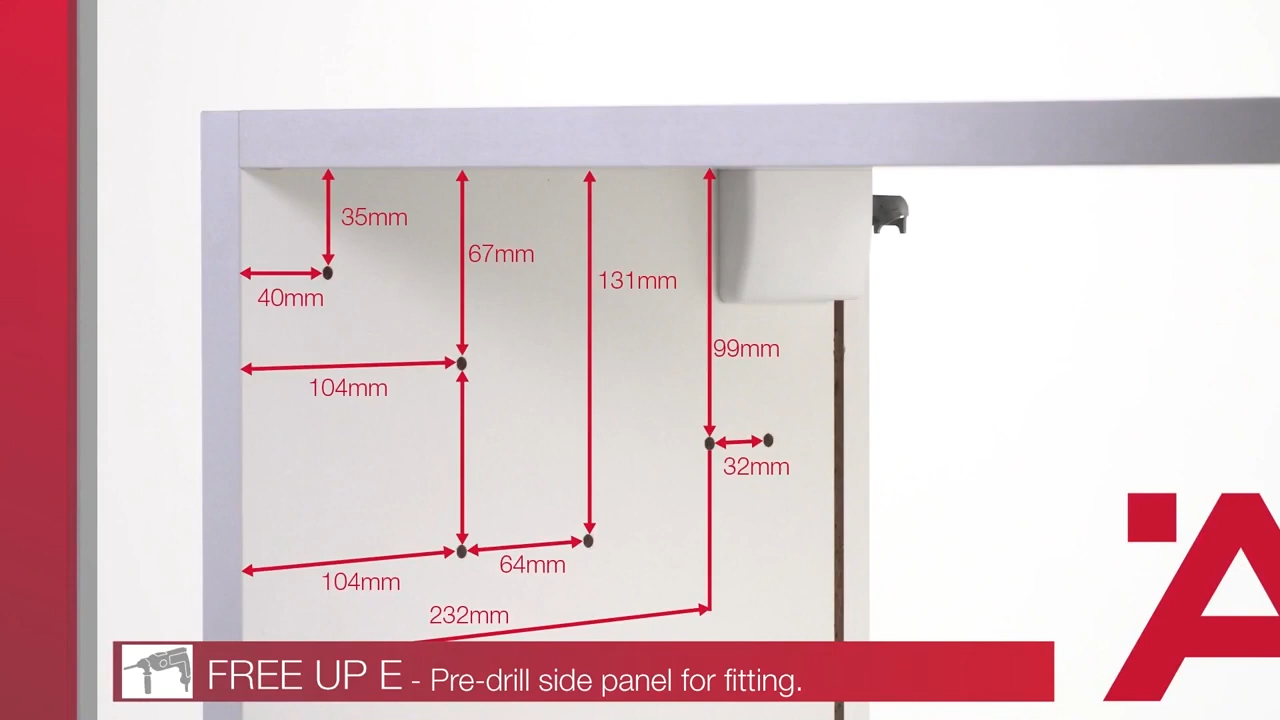 35mm
67mm
131mm
40mm
99mm
104mm
32mm
64mm
104mm
232mm
FREE UP E - Pre-drill side panel for fitting.